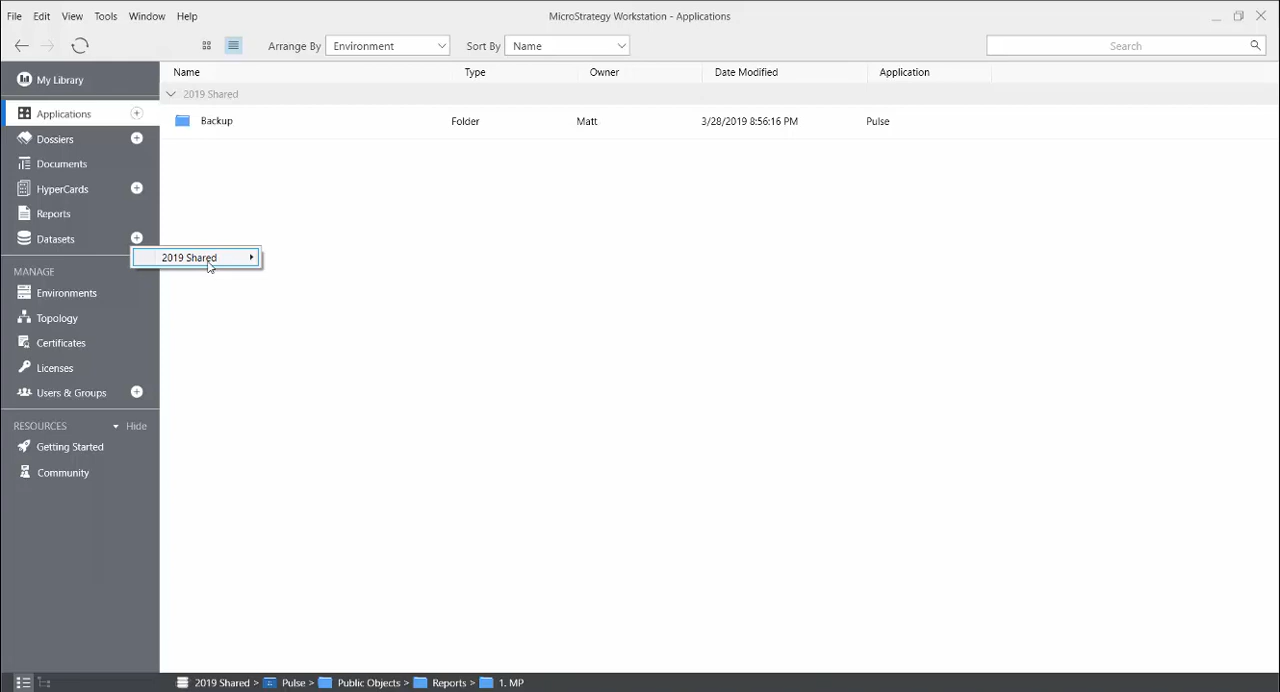 File Edit View Tools Window Help MicroStrategy Workstation - Applications
Arrange By Environment Sort By Name Search
My Library
Applications
Dossiers
Documents
HyperCards
Reports
Datasets
MANAGE
Environments
Topology
Certificates
Licenses
Users & Groups
RESOURCES Hide
Getting Started
Community
Name Type Owner Date Modified Application
2019 Shared
Backup Folder Matt 3/28/2019 8:56:16 PM Pulse
2019 Shared
2019 Shared > Pulse > Public Objects > Reports > 1. MP